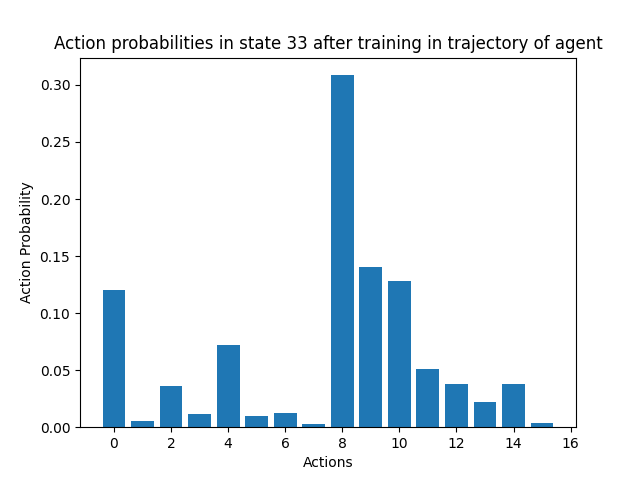 Action probabilities in state 33 after training in trajectory of agent
0.30
0.25
0.20
0.15
0.10
0.05
0.00
Action Probability
0 2 4 6 8 10 12 14 16
Actions